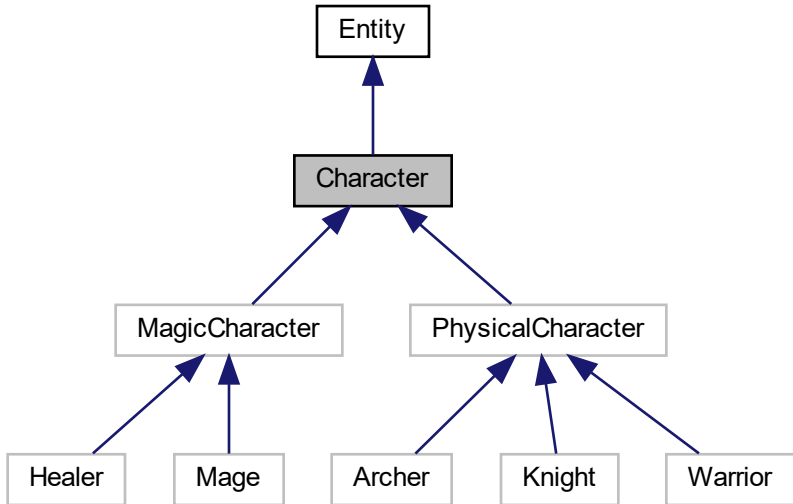 Entity
Character
MagicCharacter
PhysicalCharacter
Healer
Mage
Archer
Knight
Warrior